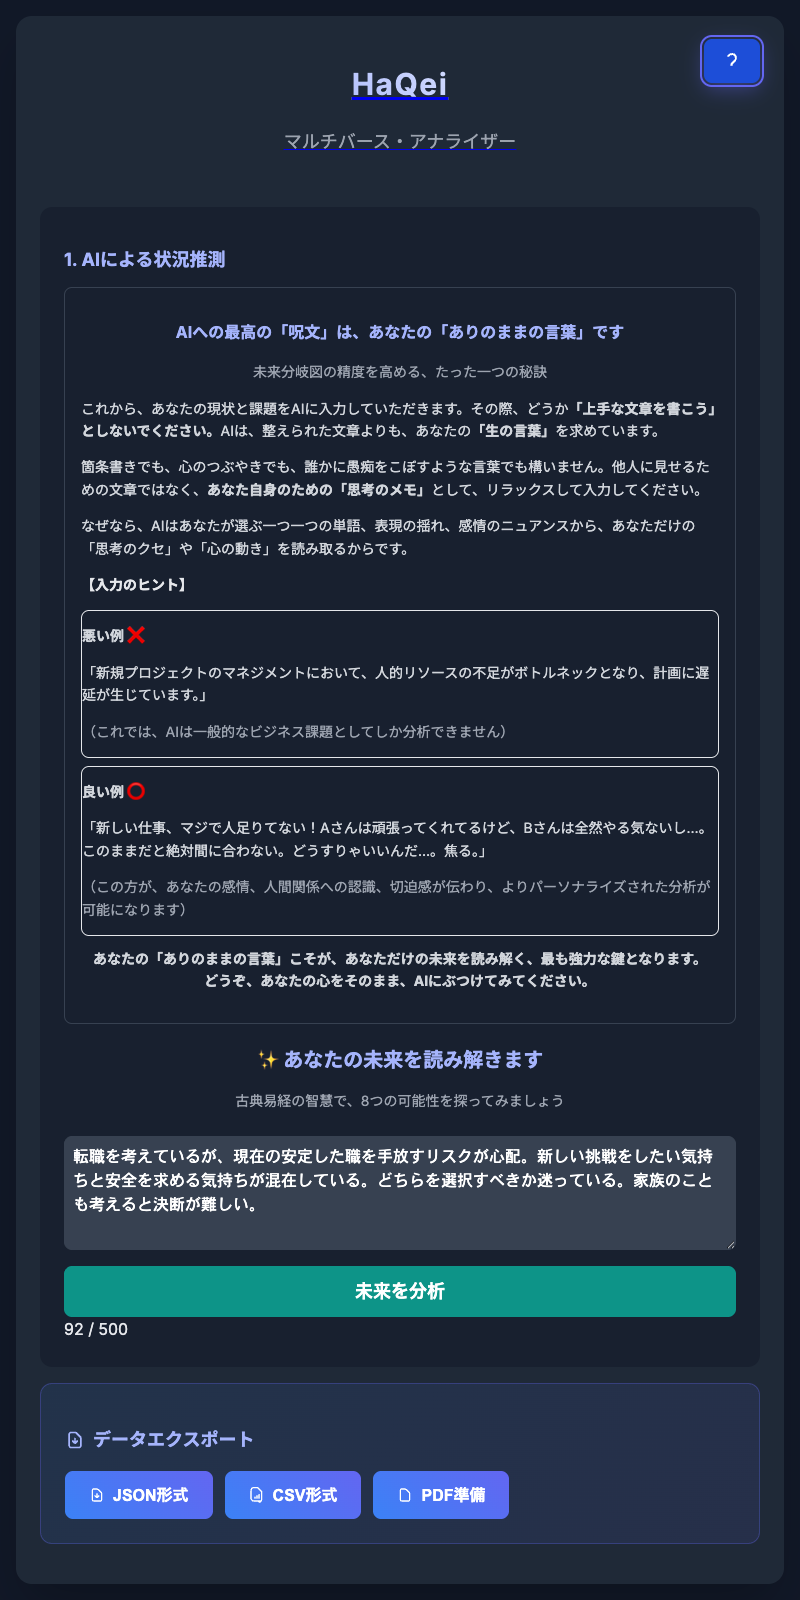 HaQei
?
マルチバース・アナライザー
1. AIによる状況推測
AIへの最高の「呪文」は、あなたの「ありのままの言葉」です
未来分岐図の精度を高める、たった一つの秘訣
これから、あなたの現状と課題をAIに入力していただきます。その際、どうか「上手な文章を書こう」
としないでください。AIは、整えられた文章よりも、あなたの「生の言葉」を求めています。
箇条書きでも、心のつぶやきでも、誰かに愚痴をこぼすような言葉でも構いません。他人に見せるた
めの文章ではなく、あなた自身のための「思考のメモ」として、リラックスして入力してください。
なぜなら、AIはあなたが選ぶ一つ一つの単語、表現の揺れ、感情のニュアンスから、あなただけの
「思考のクセ」や「心の動き」を読み取るからです。
【入力のヒント】
悪い例❌
「新規プロジェクトのマネジメントにおいて、人的リソースの不足がボトルネックとなり、計画に遅
延が生じています。」
（これでは、AIは一般的なビジネス課題としてしか分析できません）
良い例⭕
「新しい仕事、マジで人足りてない！Aさんは頑張ってくれてるけど、Bさんは全然やる気ないし...。
このままだと絶対間に合わない。どうすりゃいいんだ...。焦る。」
（この方が、あなたの感情、人間関係への認識、切迫感が伝わり、よりパーソナライズされた分析が
可能になります）
あなたの「ありのままの言葉」こそが、あなただけの未来を読み解く、最も強力な鍵となります。
どうぞ、あなたの心をそのまま、AIにぶつけてみてください。
✨ あなたの未来を読み解きます
古典易経の智慧で、8つの可能性を探ってみましょう
転職を考えているが、現在の安定した職を手放すリスクが心配。新しい挑戦をしたい気持
ちと安全を求める気持ちが混在している。どちらを選択すべきか迷っている。家族のこと
も考えると決断が難しい。
未来を分析
92 / 500
データエクスポート
JSON形式
CSV形式
PDF準備